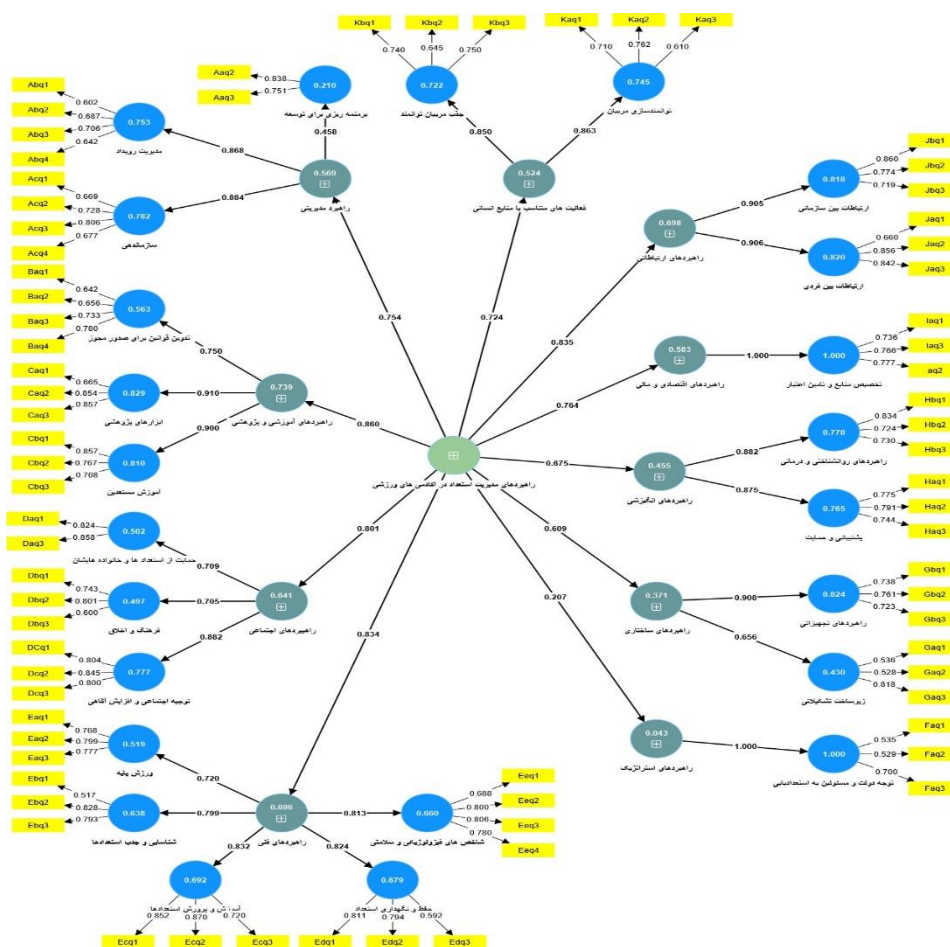 Kbq1
Kbq2
Kbq3
0.740
0.645
0.750
0.722
جذب مربیان توانمند
Kaq1
Kaq2
Kaq3
0.710
0.762
0.610
0.745
توانمندسازی مربیان
0.850
0.863
0.524
فعالیت های متناسب با منابع انسانی
0.724
Aaq2
Aaq3
0.838
0.751
0.210
برمنمه ریزی برای توسعه
0.458
Abq1
Abq2
Abq3
Abq4
0.602
0.687
0.706
0.642
0.753
مدیریت رویداد
0.868
Acq1
Acq2
Acq3
Acq4
0.669
0.728
0.806
0.677
0.782
سازماندهی
0.884
0.569
راهبرد مدیریتی
0.754
Jbq1
Jbq2
Jbq3
0.860
0.774
0.719
0.818
ارتباطات بین سازمانی
0.905
Jaq1
Jaq2
Jaq3
0.660
0.856
0.842
0.820
ارتباطات بین فردی
0.906
0.698
راهبردهای ارتباطاتی
0.835
Baq1
Baq2
Baq3
Baq4
0.642
0.656
0.733
0.780
0.563
تدوین قوانین برای صدور مجوز
0.750
Caq1
Caq2
Caq3
0.665
0.854
0.857
0.829
ابزارهای پژوهشی
0.910
Cbq1
Cbq2
Cbq3
0.857
0.767
0.708
0.810
آموزش مستعدین
0.900
0.739
راهبردهای آموزشی و پژوهشی
0.860
Iaq1
Iaq3
aq2
0.736
0.766
0.777
1.000
تخصیص منابع و تامین اعتبار
1.000
0.583
راهبردهای اقتصادی و مالی
0.764
راهبردهای مدیریت استعداد در آکادمی های ورزشی
Hbq1
Hbq2
Hbq3
0.834
0.724
0.730
0.778
راهبردهای روانشناختی و درمانی
0.882
Haq1
Haq2
Haq3
0.775
0.791
0.744
0.765
پشتیبانی و حمایت
0.875
0.455
راهبردهای انگیزشی
0.675
Daq1
Daq3
0.824
0.858
0.502
حمایت از استعداد ها و خانواده هایشان
0.709
Dbq1
Dbq2
Dbq3
0.743
0.801
0.600
0.497
فرهنگ و اخلاق
0.705
DCq1
Dcq2
Dcq3
0.804
0.845
0.800
0.777
توجیه اجتماعی و افزایش آگاهی
0.882
0.641
راهبردهای اجتماعی
0.801
Gbq1
Gbq2
Gbq3
0.738
0.761
0.723
0.824
راهبردهای تجهیزاتی
0.908
Gaq1
Gaq2
Gaq3
0.536
0.528
0.818
0.430
زیرساخت تشکیلاتی
0.656
0.371
راهبردهای ساختاری
0.609
Faq1
Faq2
Faq3
0.535
0.529
0.700
1.000
توجه دولت و مسئولین به استعدادیابی
1.000
0.043
راهبردهای استراتژیک
0.207
Eaq1
Eaq2
Eaq3
0.768
0.799
0.777
0.519
ورزش پایه
0.720
Ebq1
Ebq2
Ebq3
0.517
0.828
0.793
0.638
شناسایی و جذب استعدادها
0.799
Eeq1
Eeq2
Eeq3
Eeq4
0.688
0.800
0.806
0.780
0.660
شاخص های فیزیولوژیکی و سلامتی
0.813
0.696
راهبردهای فنی
0.834
0.832
0.692
آموزش و پرورش استعدادها
0.852
0.870
0.720
Ecq1
Ecq2
Ecq3
0.824
0.679
حفظ و نگهداری استعداد
0.811
0.794
0.592
Edq1
Edq2
Edq3